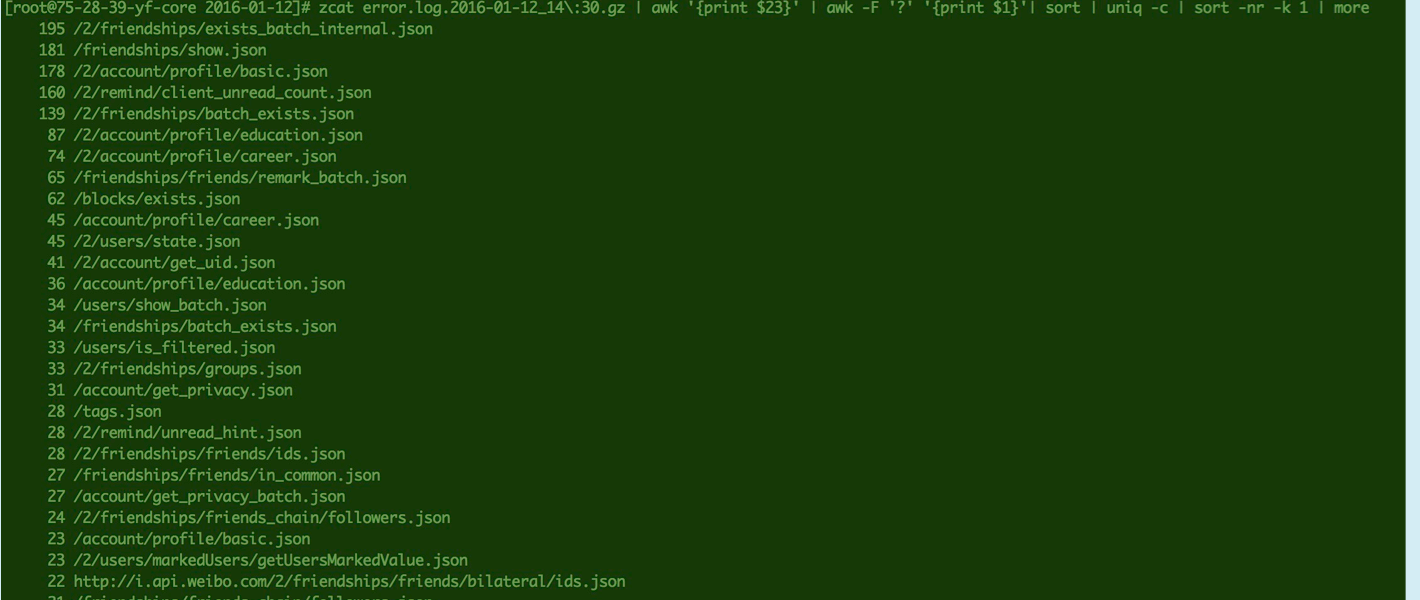 [root@75-28-39-yf-core 2016-01-12]# zcat error.log.2016-01-12_14\:30.gz | awk '{print $23}' | awk -F '?' '{print $1}'| sort | uniq -c | sort -nr -k 1 | more
195 /2/friendships/exists_batch_internal.json
181 /friendships/show.json
178 /2/account/profile/basic.json
160 /2/remind/client_unread_count.json
139 /2/friendships/batch_exists.json
87 /2/account/profile/education.json
74 /2/account/profile/career.json
65 /friendships/friends/remark_batch.json
62 /blocks/exists.json
45 /account/profile/career.json
45 /2/users/state.json
41 /2/account/get_uid.json
36 /account/profile/education.json
34 /users/show_batch.json
34 /friendships/batch_exists.json
33 /users/is_filtered.json
33 /2/friendships/groups.json
31 /account/get_privacy.json
28 /tags.json
28 /2/remind/unread_hint.json
28 /2/friendships/friends/ids.json
27 /friendships/friends/in_common.json
27 /account/get_privacy_batch.json
24 /2/friendships/friends_chain/followers.json
23 /account/profile/basic.json
23 /2/users/markedUsers/getUsersMarkedValue.json
22 http://i.api.weibo.com/2/friendships/friends/bilateral/ids.json
21 /friendships/friends_chain/followers.json